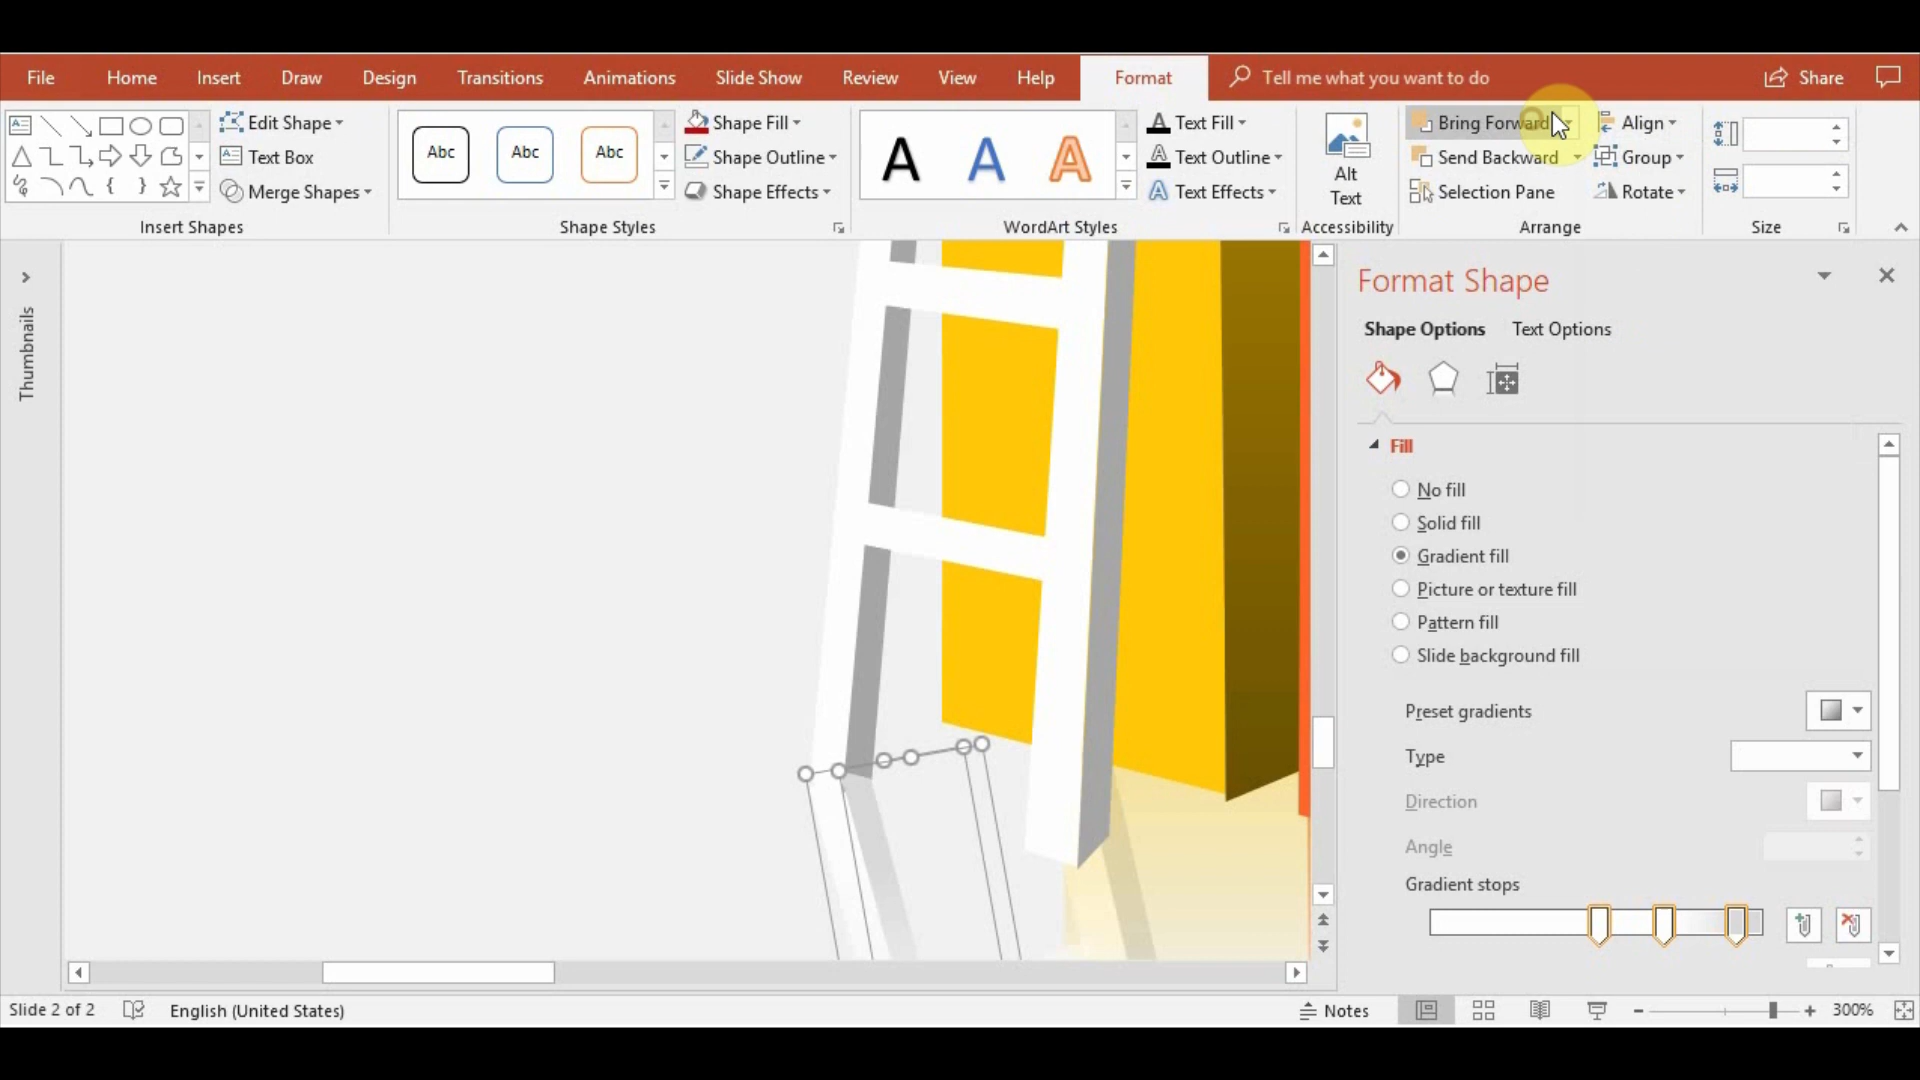 File Home Insert Draw Design Transitions Animations Slide Show Review View Help Format Tell me what you want to do Share
Edit Shape
Text Box
Merge Shapes
Insert Shapes
Abc Abc Abc
Shape Fill
Shape Outline
Shape Effects
Shape Styles
A A A
Text Fill
Text Outline
Text Effects
WordArt Styles
Alt
Text
Accessibility
Bring Forward
Send Backward
Selection Pane
Align
Group
Rotate
Arrange
Size
Thumbnails
Format Shape
Shape Options Text Options
Fill
No fill
Solid fill
Gradient fill
Picture or texture fill
Pattern fill
Slide background fill
Preset gradients
Type
Direction
Angle
Gradient stops
Slide 2 of 2 English (United States) Notes 300%